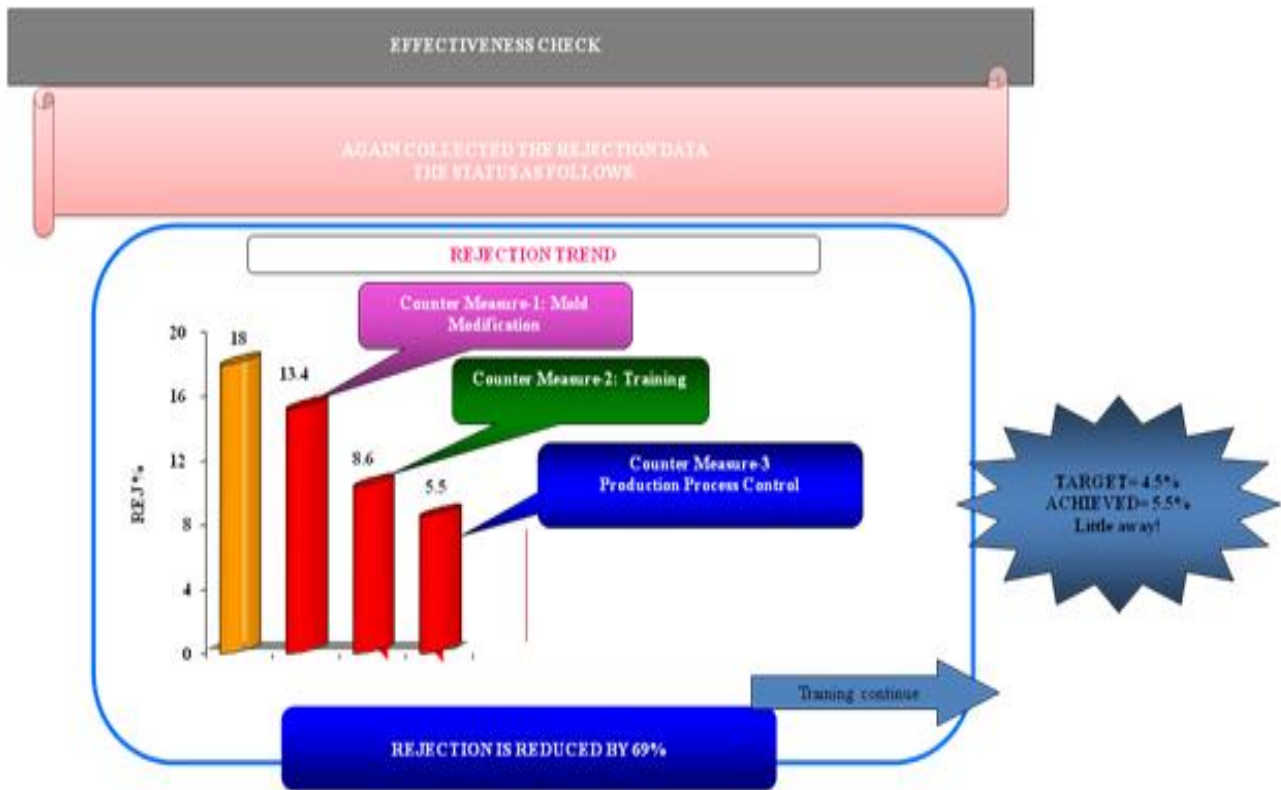 EFFECTIVENESS CHECK
AGAIN COLLECTED THE REJECTION DATA
THE STATUS AS FOLLOWS
REJECTION TREND
Counter Measure-1: Mold
Modification
Counter Measure-2: Training
Counter Measure-3
Production Process Control
20
16
12
8
4
0
REJ%
18
13.4
8.6
5.5
TARGET= 4.5%
ACHIEVED= 5.5%
Little away!
Training continue
REJECTION IS REDUCED BY 69%